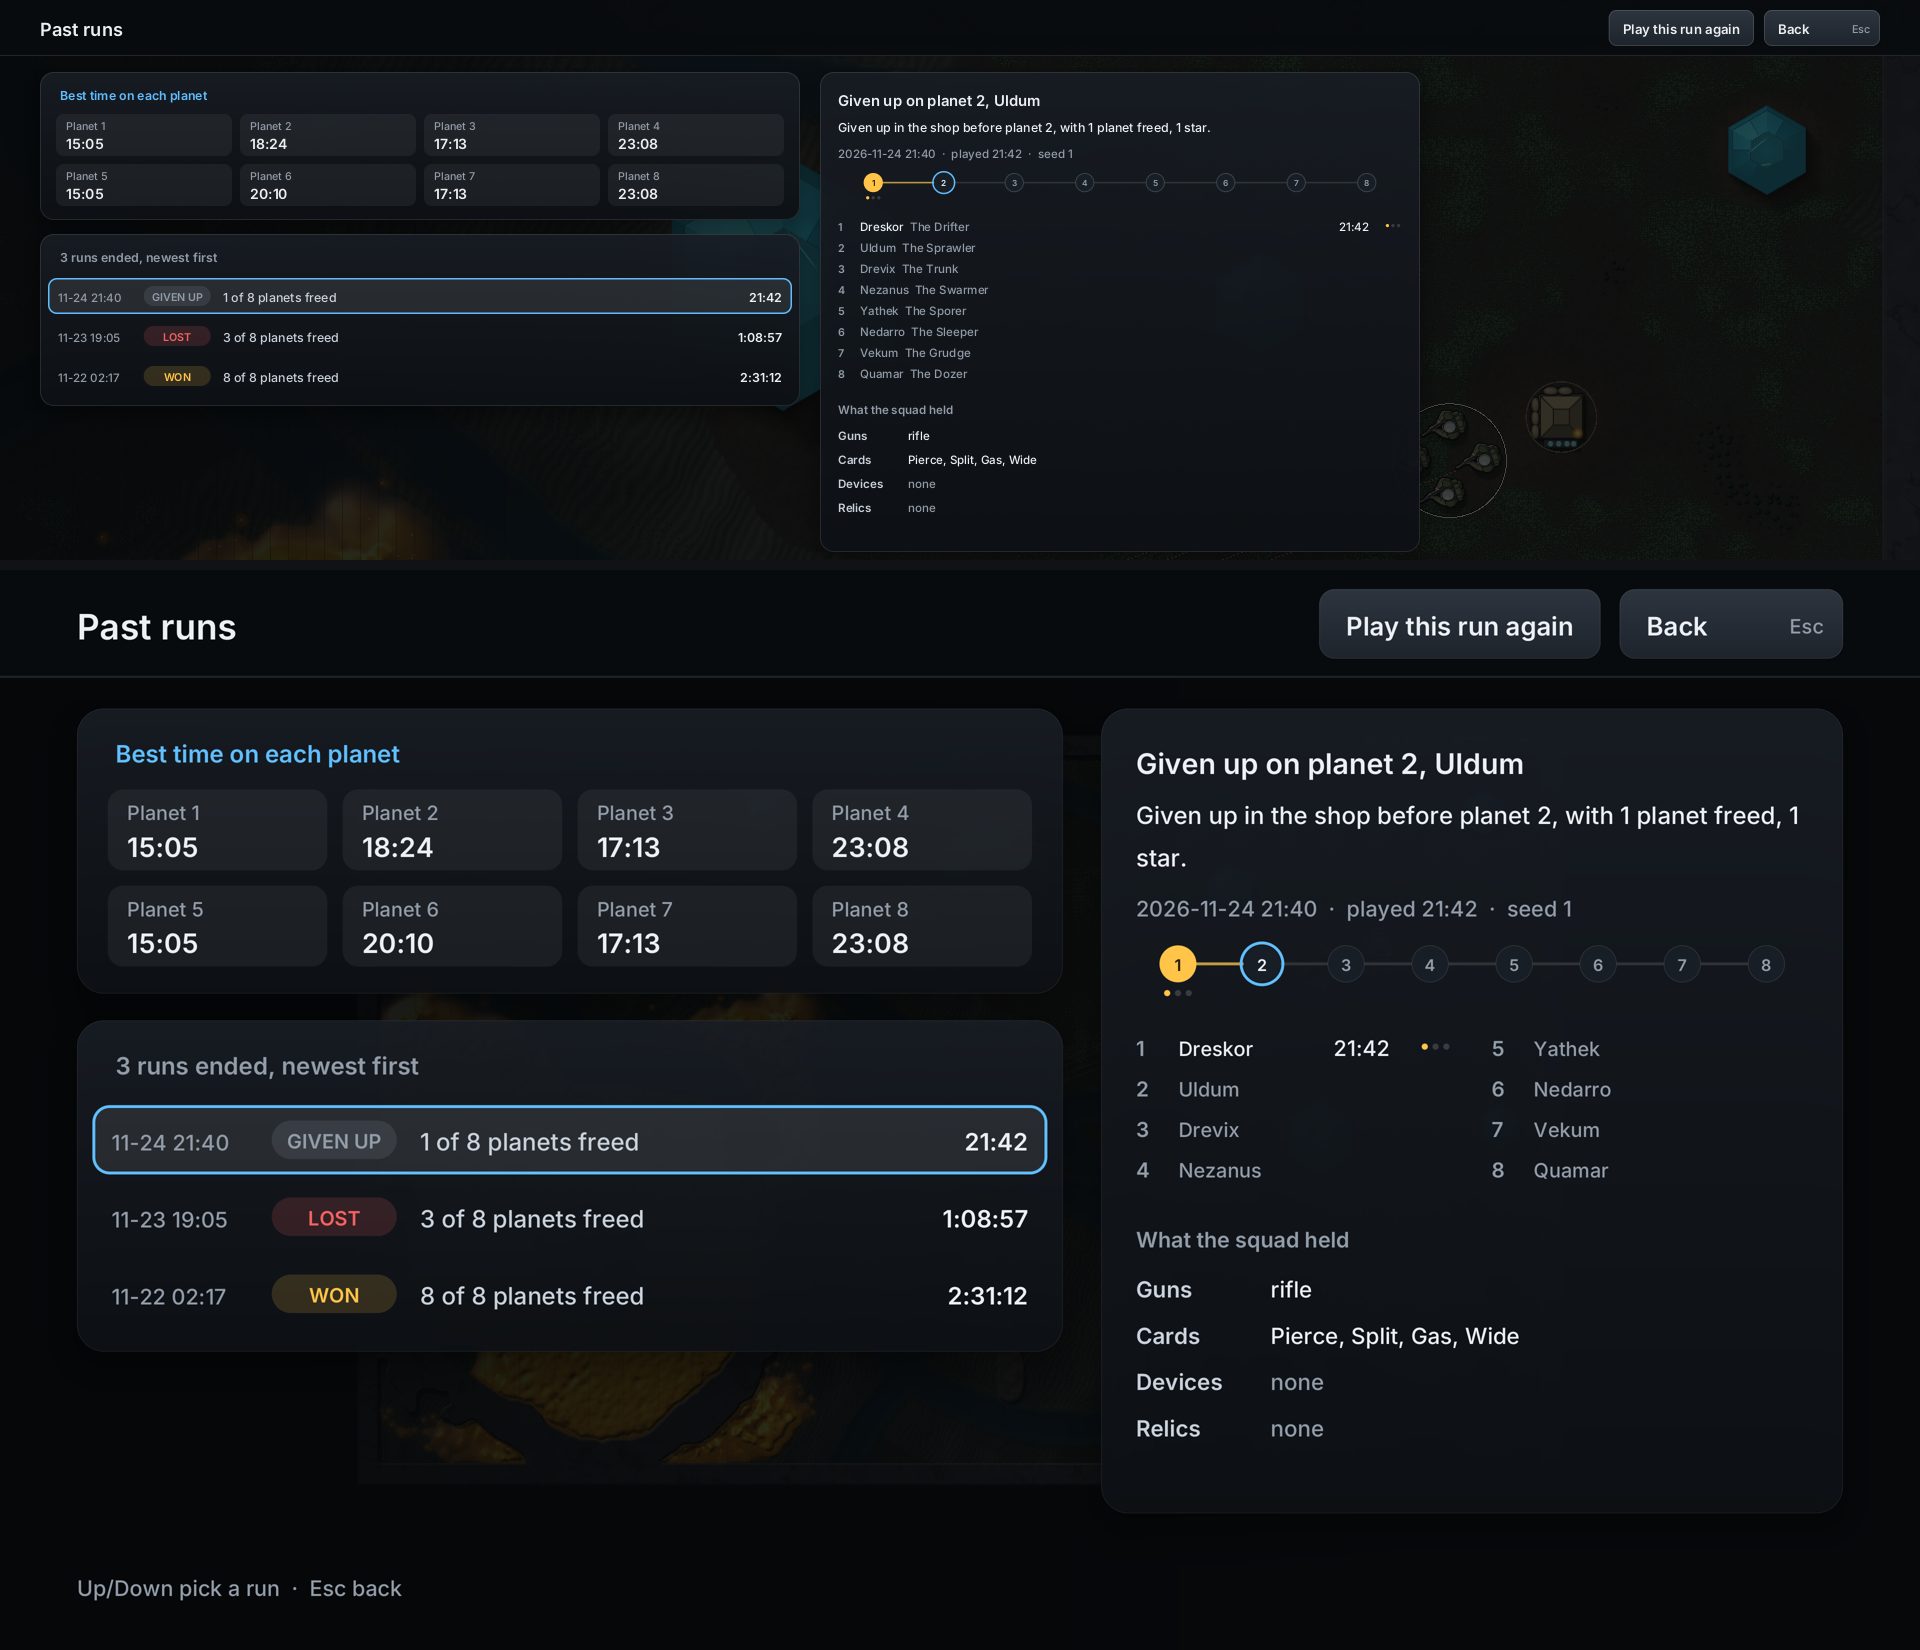 Past runs
Play this run again
Back Esc
Best time on each planet
Planet 1 Planet 2 Planet 3 Planet 4
15:05 18:24 17:13 23:08
Planet 5 Planet 6 Planet 7 Planet 8
15:05 20:10 17:13 23:08
3 runs ended, newest first
11-24 21:40 GIVEN UP 1 of 8 planets freed 21:42
11-23 19:05 LOST 3 of 8 planets freed 1:08:57
11-22 02:17 WON 8 of 8 planets freed 2:31:12
Given up on planet 2, Uldum
Given up in the shop before planet 2, with 1 planet freed, 1 star.
2026-11-24 21:40 · played 21:42 · seed 1
1 2 3 4 5 6 7 8
1 Dreskor The Drifter 21:42
2 Uldum The Sprawler
3 Drevix The Trunk
4 Nezanus The Swarmer
5 Yathek The Sporer
6 Nedarro The Sleeper
7 Vekum The Grudge
8 Quamar The Dozer
What the squad held
Guns rifle
Cards Pierce, Split, Gas, Wide
Devices none
Relics none
Past runs
Play this run again
Back Esc
Best time on each planet
Planet 1 Planet 2 Planet 3 Planet 4
15:05 18:24 17:13 23:08
Planet 5 Planet 6 Planet 7 Planet 8
15:05 20:10 17:13 23:08
3 runs ended, newest first
11-24 21:40 GIVEN UP 1 of 8 planets freed 21:42
11-23 19:05 LOST 3 of 8 planets freed 1:08:57
11-22 02:17 WON 8 of 8 planets freed 2:31:12
Given up on planet 2, Uldum
Given up in the shop before planet 2, with 1 planet freed, 1
star.
2026-11-24 21:40 · played 21:42 · seed 1
1 2 3 4 5 6 7 8
1 Dreskor 21:42 5 Yathek
2 Uldum 6 Nedarro
3 Drevix 7 Vekum
4 Nezanus 8 Quamar
What the squad held
Guns rifle
Cards Pierce, Split, Gas, Wide
Devices none
Relics none
Up/Down pick a run · Esc back